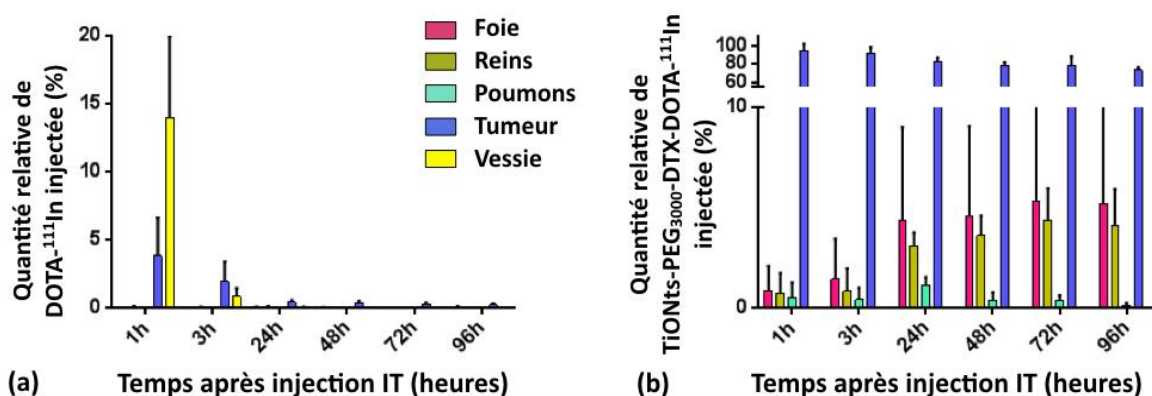 Quantité relative de
DOTA-¹¹¹In injectée (%)
20
15
10
5
0
Foie
Reins
Poumons
Tumeur
Vessie
1h
3h
24h
48h
72h
96h
(a)
Temps après injection IT (heures)
Quantité relative de
TiONts-PEG₃₀₀₀-DTX-DOTA-¹¹¹In
injectée (%)
100
80
60
10
0
1h
3h
24h
48h
72h
96h
(b)
Temps après injection IT (heures)